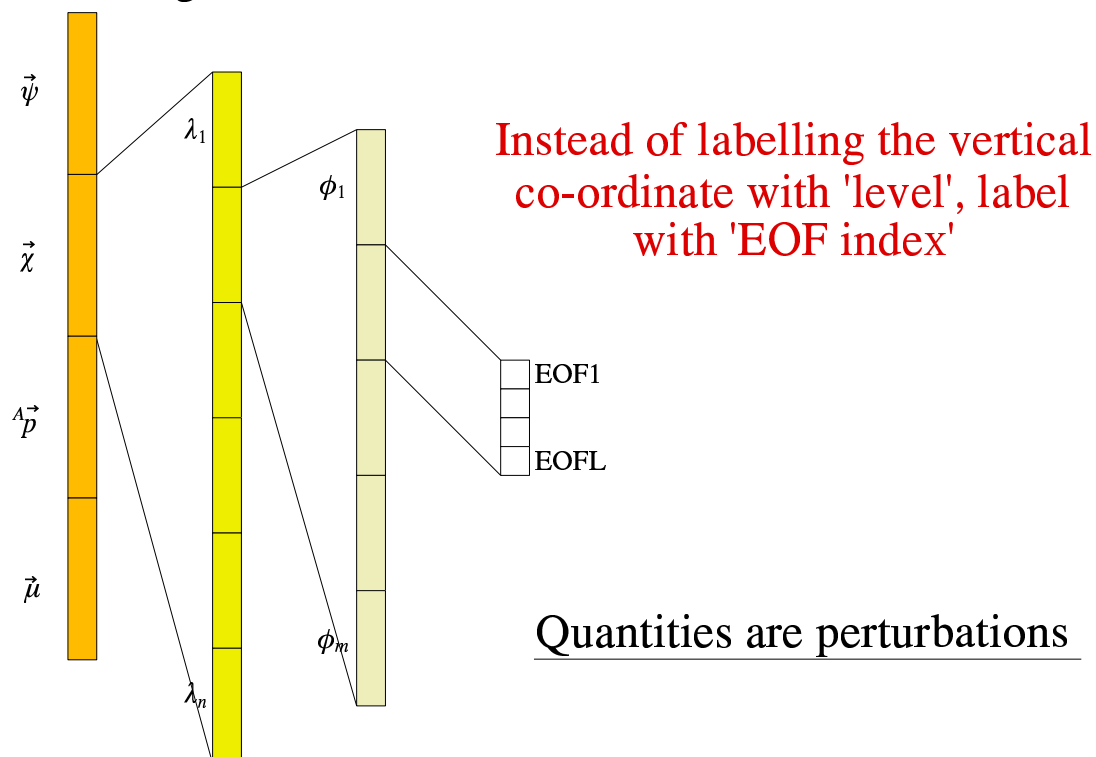 ψ⃗
χ⃗
ᴬp⃗
μ⃗
λ₁
λₙ
ϕ₁
ϕₘ
EOF1
EOFL
Instead of labelling the vertical
co-ordinate with 'level', label
with 'EOF index'
Quantities are perturbations